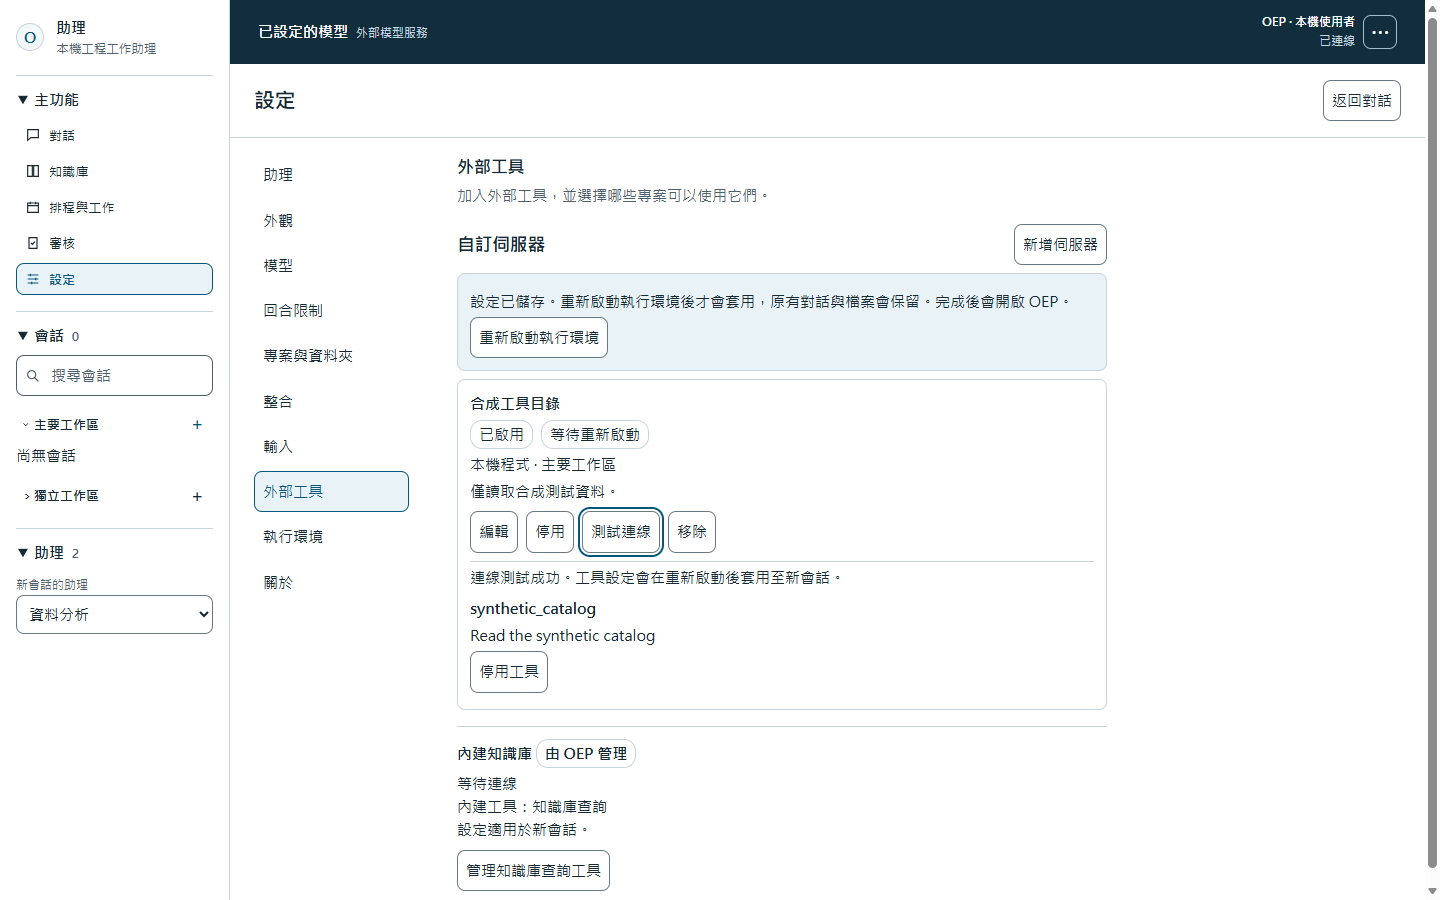 O
助理
本機工程工作助理
已設定的模型 外部模型服務
OEP · 本機使用者
已連線
設定
返回對話
▼ 主功能
對話
知識庫
排程與工作
審核
設定
▼ 會話 0
搜尋會話
主要工作區 +
尚無會話
獨立工作區 +
▼ 助理 2
新會話的助理
資料分析
助理
外觀
模型
回合限制
專案與資料夾
整合
輸入
外部工具
執行環境
關於
外部工具
加入外部工具，並選擇哪些專案可以使用它們。
自訂伺服器
新增伺服器
設定已儲存。重新啟動執行環境後才會套用，原有對話與檔案會保留。完成後會開啟 OEP。
重新啟動執行環境
合成工具目錄
已啟用 等待重新啟動
本機程式 · 主要工作區
僅讀取合成測試資料。
編輯 停用 測試連線 移除
連線測試成功。工具設定會在重新啟動後套用至新會話。
synthetic_catalog
Read the synthetic catalog
停用工具
內建知識庫 由 OEP 管理
等待連線
內建工具：知識庫查詢
設定適用於新會話。
管理知識庫查詢工具